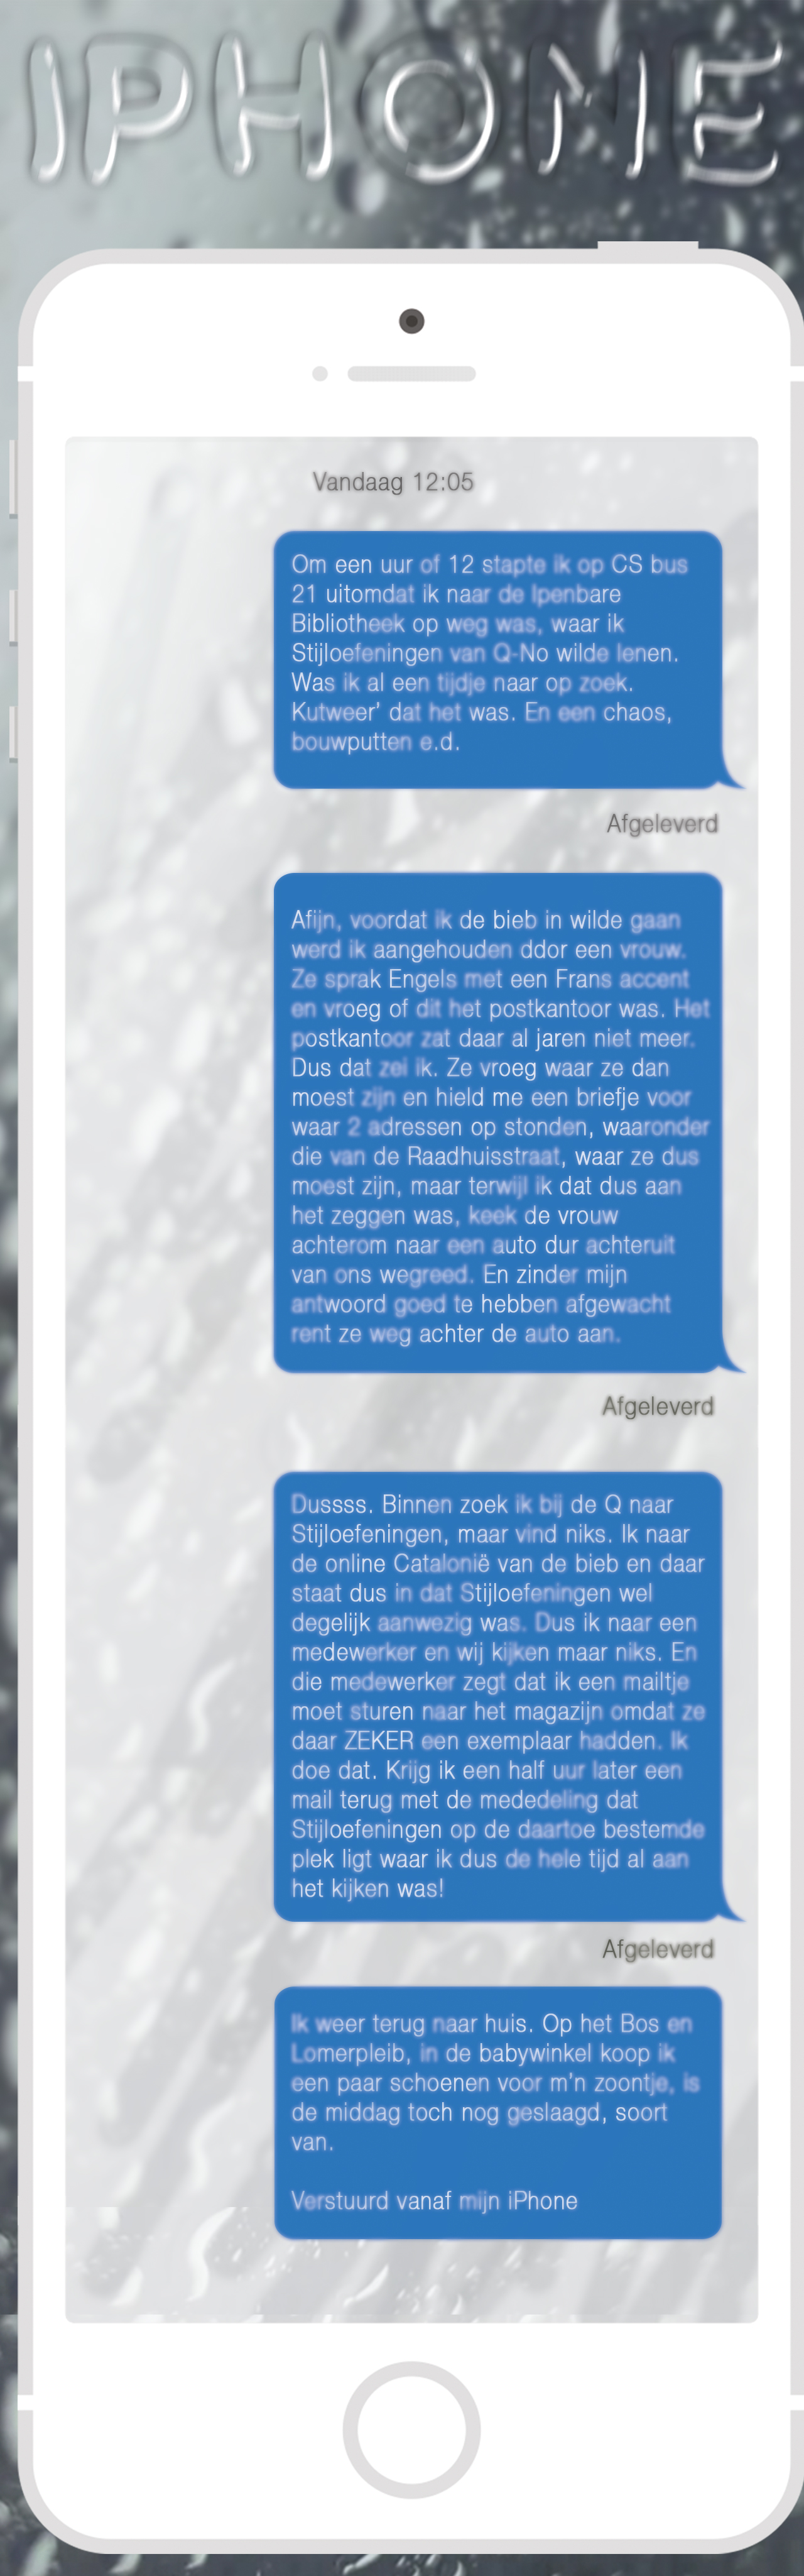 IPHONE
Vandaag 12:05
Om een uur of 12 stapte ik op CS bus
21 uitomdat ik naar de Ipenbare
Bibliotheek op weg was, waar ik
Stijloefeningen van Q-No wilde lenen.
Was ik al een tijdje naar op zoek.
Kutweer' dat het was. En een chaos,
bouwputten e.d.
Afgeleverd
Afijn, voordat ik de bieb in wilde gaan
werd ik aangehouden ddor een vrouw.
Ze sprak Engels met een Frans accent
en vroeg of dit het postkantoor was. Het
postkantoor zat daar al jaren niet meer.
Dus dat zei ik. Ze vroeg waar ze dan
moest zijn en hield me een briefje voor
waar 2 adressen op stonden, waaronder
die van de Raadhuisstraat, waar ze dus
moest zijn, maar terwijl ik dat dus aan
het zeggen was, keek de vrouw
achterom naar een auto dur achteruit
van ons wegreed. En zinder mijn
antwoord goed te hebben afgewacht
rent ze weg achter de auto aan.
Afgeleverd
Dussss. Binnen zoek ik bij de Q naar
Stijloefeningen, maar vind niks. Ik naar
de online Catalonië van de bieb en daar
staat dus in dat Stijloefeningen wel
degelijk aanwezig was. Dus ik naar een
medewerker en wij kijken maar niks. En
die medewerker zegt dat ik een mailtje
moet sturen naar het magazijn omdat ze
daar ZEKER een exemplaar hadden. Ik
doe dat. Krijg ik een half uur later een
mail terug met de mededeling dat
Stijloefeningen op de daartoe bestemde
plek ligt waar ik dus de hele tijd al aan
het kijken was!
Afgeleverd
Ik weer terug naar huis. Op het Bos en
Lomerpleib, in de babywinkel koop ik
een paar schoenen voor m'n zoontje, is
de middag toch nog geslaagd, soort
van.
Verstuurd vanaf mijn iPhone